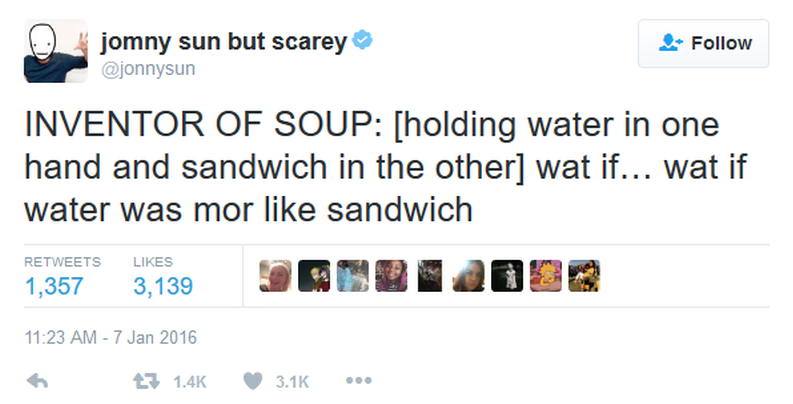 jomny sun but scarey
Follow
@jonnysun
INVENTOR OF SOUP: [holding water in one
hand and sandwich in the other] wat if... wat if
water was mor like sandwich
RETWEETS LIKES
1,357 3,139
11:23 AM - 7 Jan 2016
1.4K 3.1K